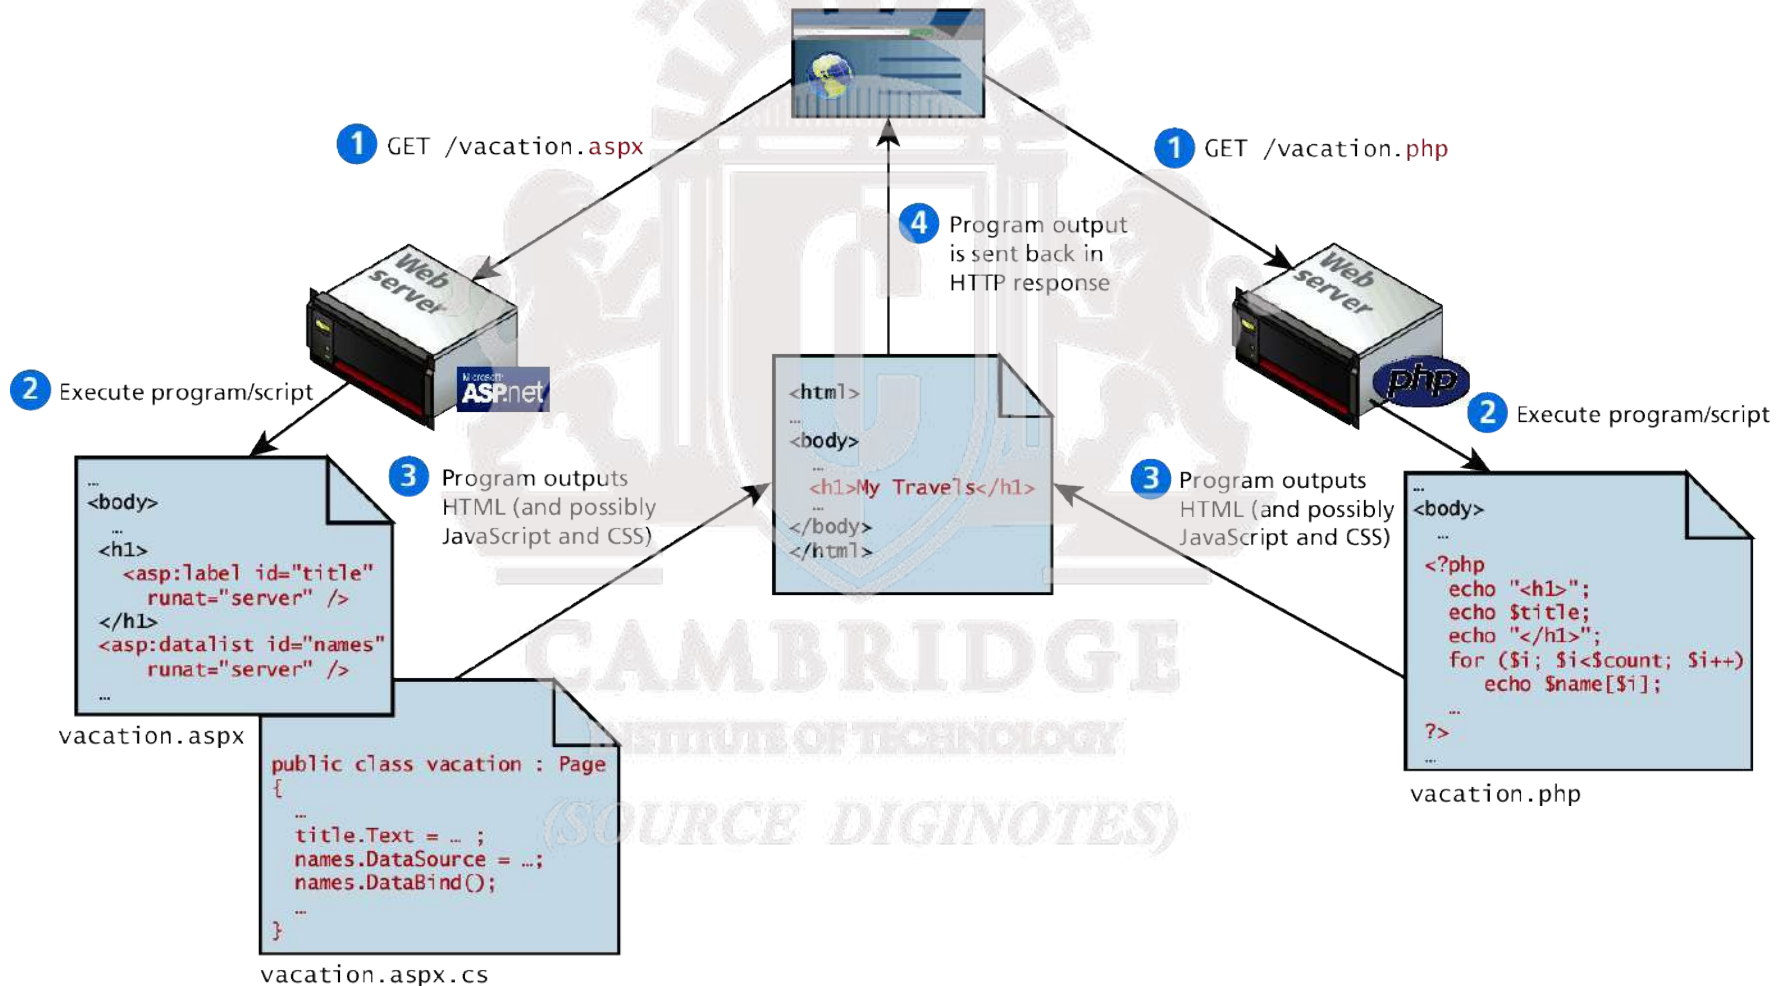 1 GET /vacation.aspx
1 GET /vacation.php
4 Program output
is sent back in
HTTP response
Web
server
Web
server
Microsoft
ASP.net
php
2 Execute program/script
2 Execute program/script
<html>
…
<body>
…
<h1>My Travels</h1>
…
</body>
</html>
3 Program outputs
HTML (and possibly
JavaScript and CSS)
3 Program outputs
HTML (and possibly
JavaScript and CSS)
…
<body>
…
<h1>
<asp:label id="title"
runat="server" />
</h1>
<asp:datalist id="names"
runat="server" />
…
vacation.aspx
public class vacation : Page
{
…
title.Text = … ;
names.DataSource = …;
names.DataBind();
…
}
vacation.aspx.cs
…
<body>
…
<?php
echo "<h1>";
echo $title;
echo "</h1>";
for ($i; $i<$count; $i++)
echo $name[$i];
…
?>
…
vacation.php
CAMBRIDGE
INSTITUTE OF TECHNOLOGY
(SOURCE DIGINOTES)